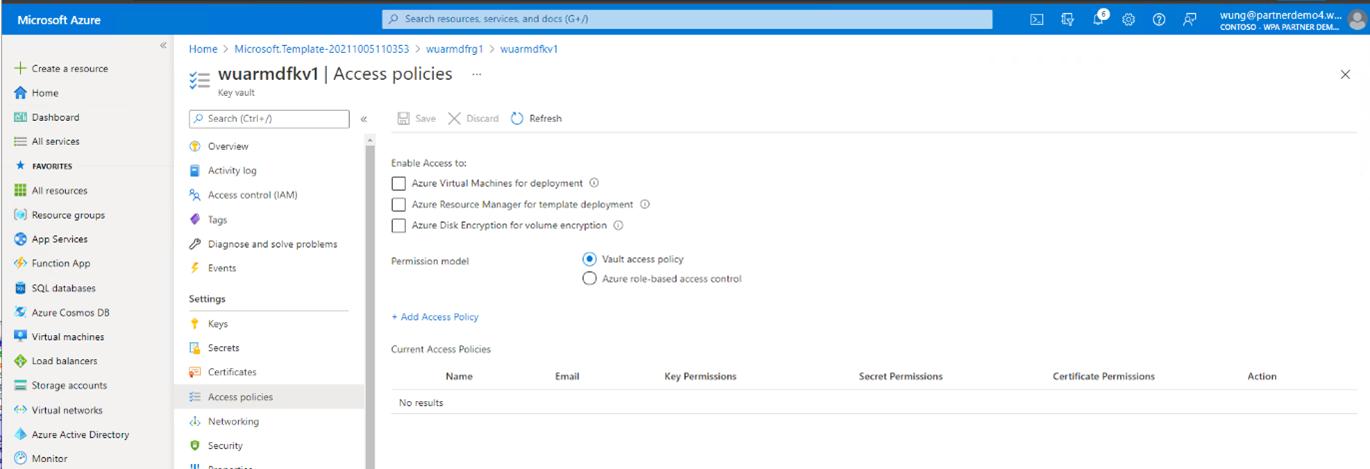 Microsoft Azure
Search resources, services, and docs (G+/)
6
wung@partnerdemo4.w...
CONTOSO - WPA PARTNER DEM...
Create a resource
Home
Dashboard
All services
FAVORITES
All resources
Resource groups
App Services
Function App
SQL databases
Azure Cosmos DB
Virtual machines
Load balancers
Storage accounts
Virtual networks
Azure Active Directory
Monitor
Home > Microsoft.Template-20211005110353 > wuarmdfrg1 > wuarmdfkv1
wuarmdfkv1 | Access policies ...
Key vault
Search (Ctrl+/)
Overview
Activity log
Access control (IAM)
Tags
Diagnose and solve problems
Events
Settings
Keys
Secrets
Certificates
Access policies
Networking
Security
Save Discard Refresh
Enable Access to:
Azure Virtual Machines for deployment
Azure Resource Manager for template deployment
Azure Disk Encryption for volume encryption
Permission model
Vault access policy
Azure role-based access control
+ Add Access Policy
Current Access Policies
Name Email Key Permissions Secret Permissions Certificate Permissions Action
No results